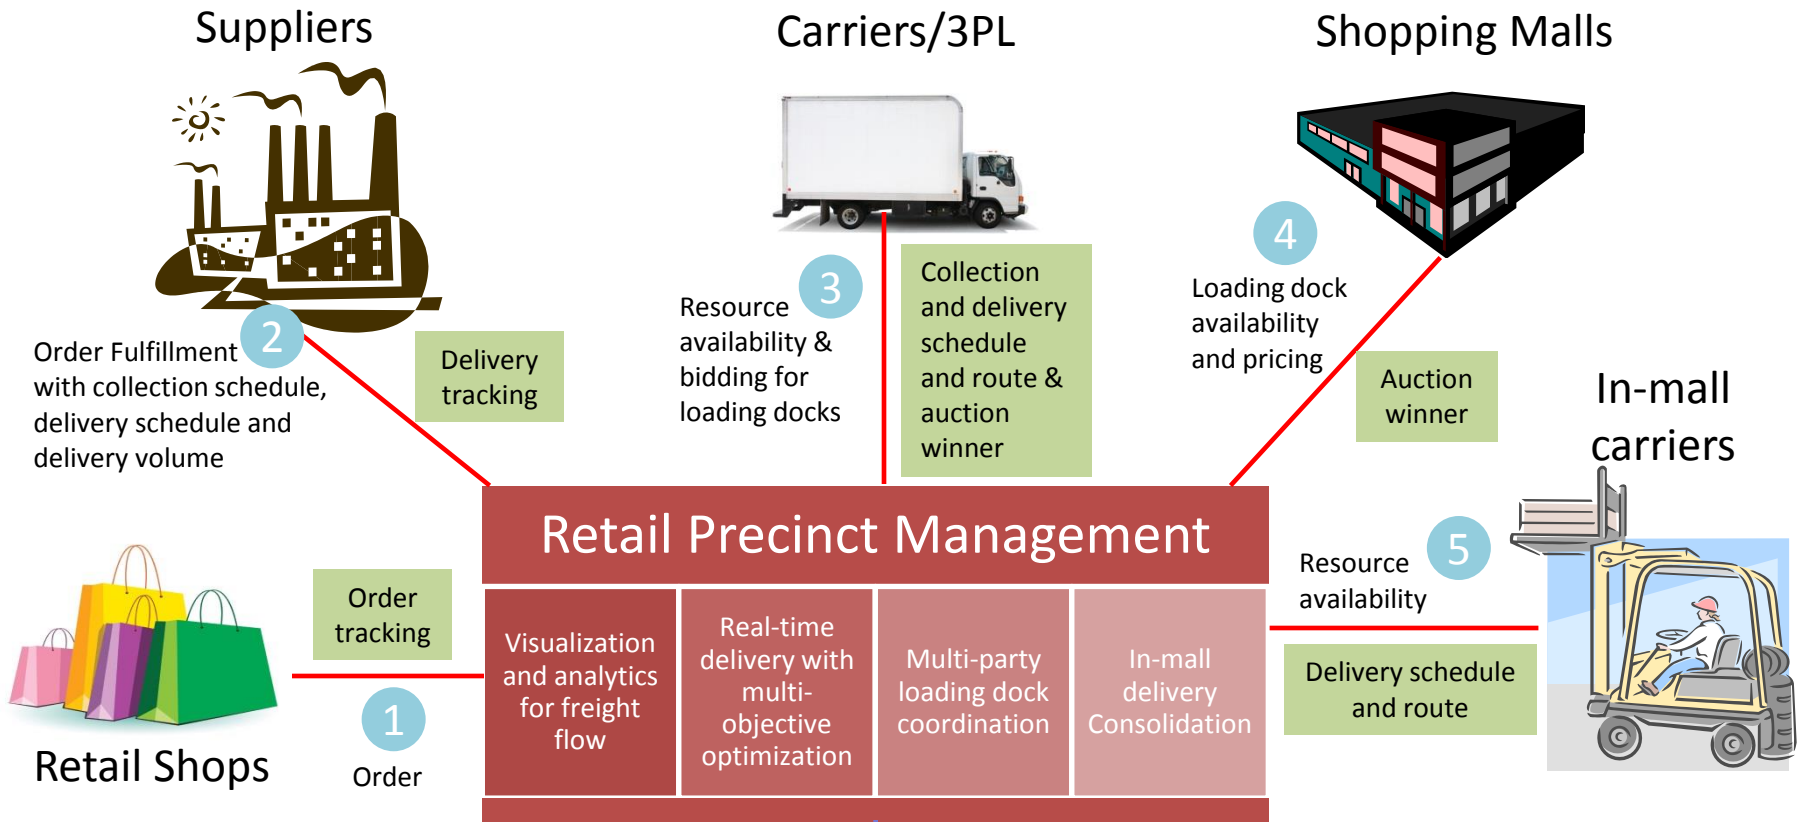 Suppliers
Carriers/3PL
Shopping Malls
2
Order Fulfillment
with collection schedule,
delivery schedule and
delivery volume
Delivery
tracking
3
Resource
availability &
bidding for
loading docks
Collection
and delivery
schedule
and route &
auction
winner
4
Loading dock
availability
and pricing
Auction
winner
In-mall
carriers
Retail Precinct Management
Order
tracking
1
Order
Retail Shops
Visualization
and analytics
for freight
flow
Real-time
delivery with
multi-
objective
optimization
Multi-party
loading dock
coordination
In-mall
delivery
Consolidation
5
Resource
availability
Delivery schedule
and route